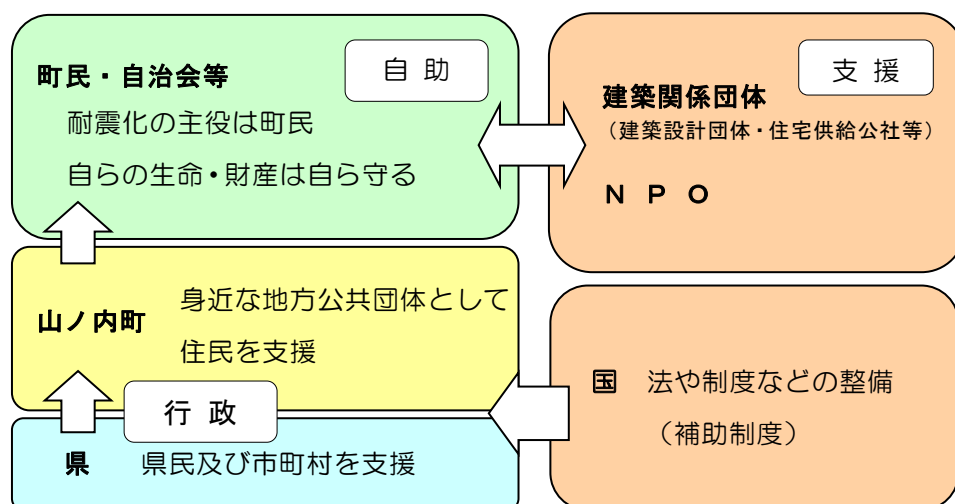 自 助
町民・自治会等
耐震化の主役は町民
自らの生命・財産は自ら守る
支 援
建築関係団体
（建築設計団体・住宅供給公社等）
Ｎ Ｐ Ｏ
山ノ内町
身近な地方公共団体として
住民を支援
行 政
県 県民及び市町村を支援
国 法や制度などの整備
（補助制度）